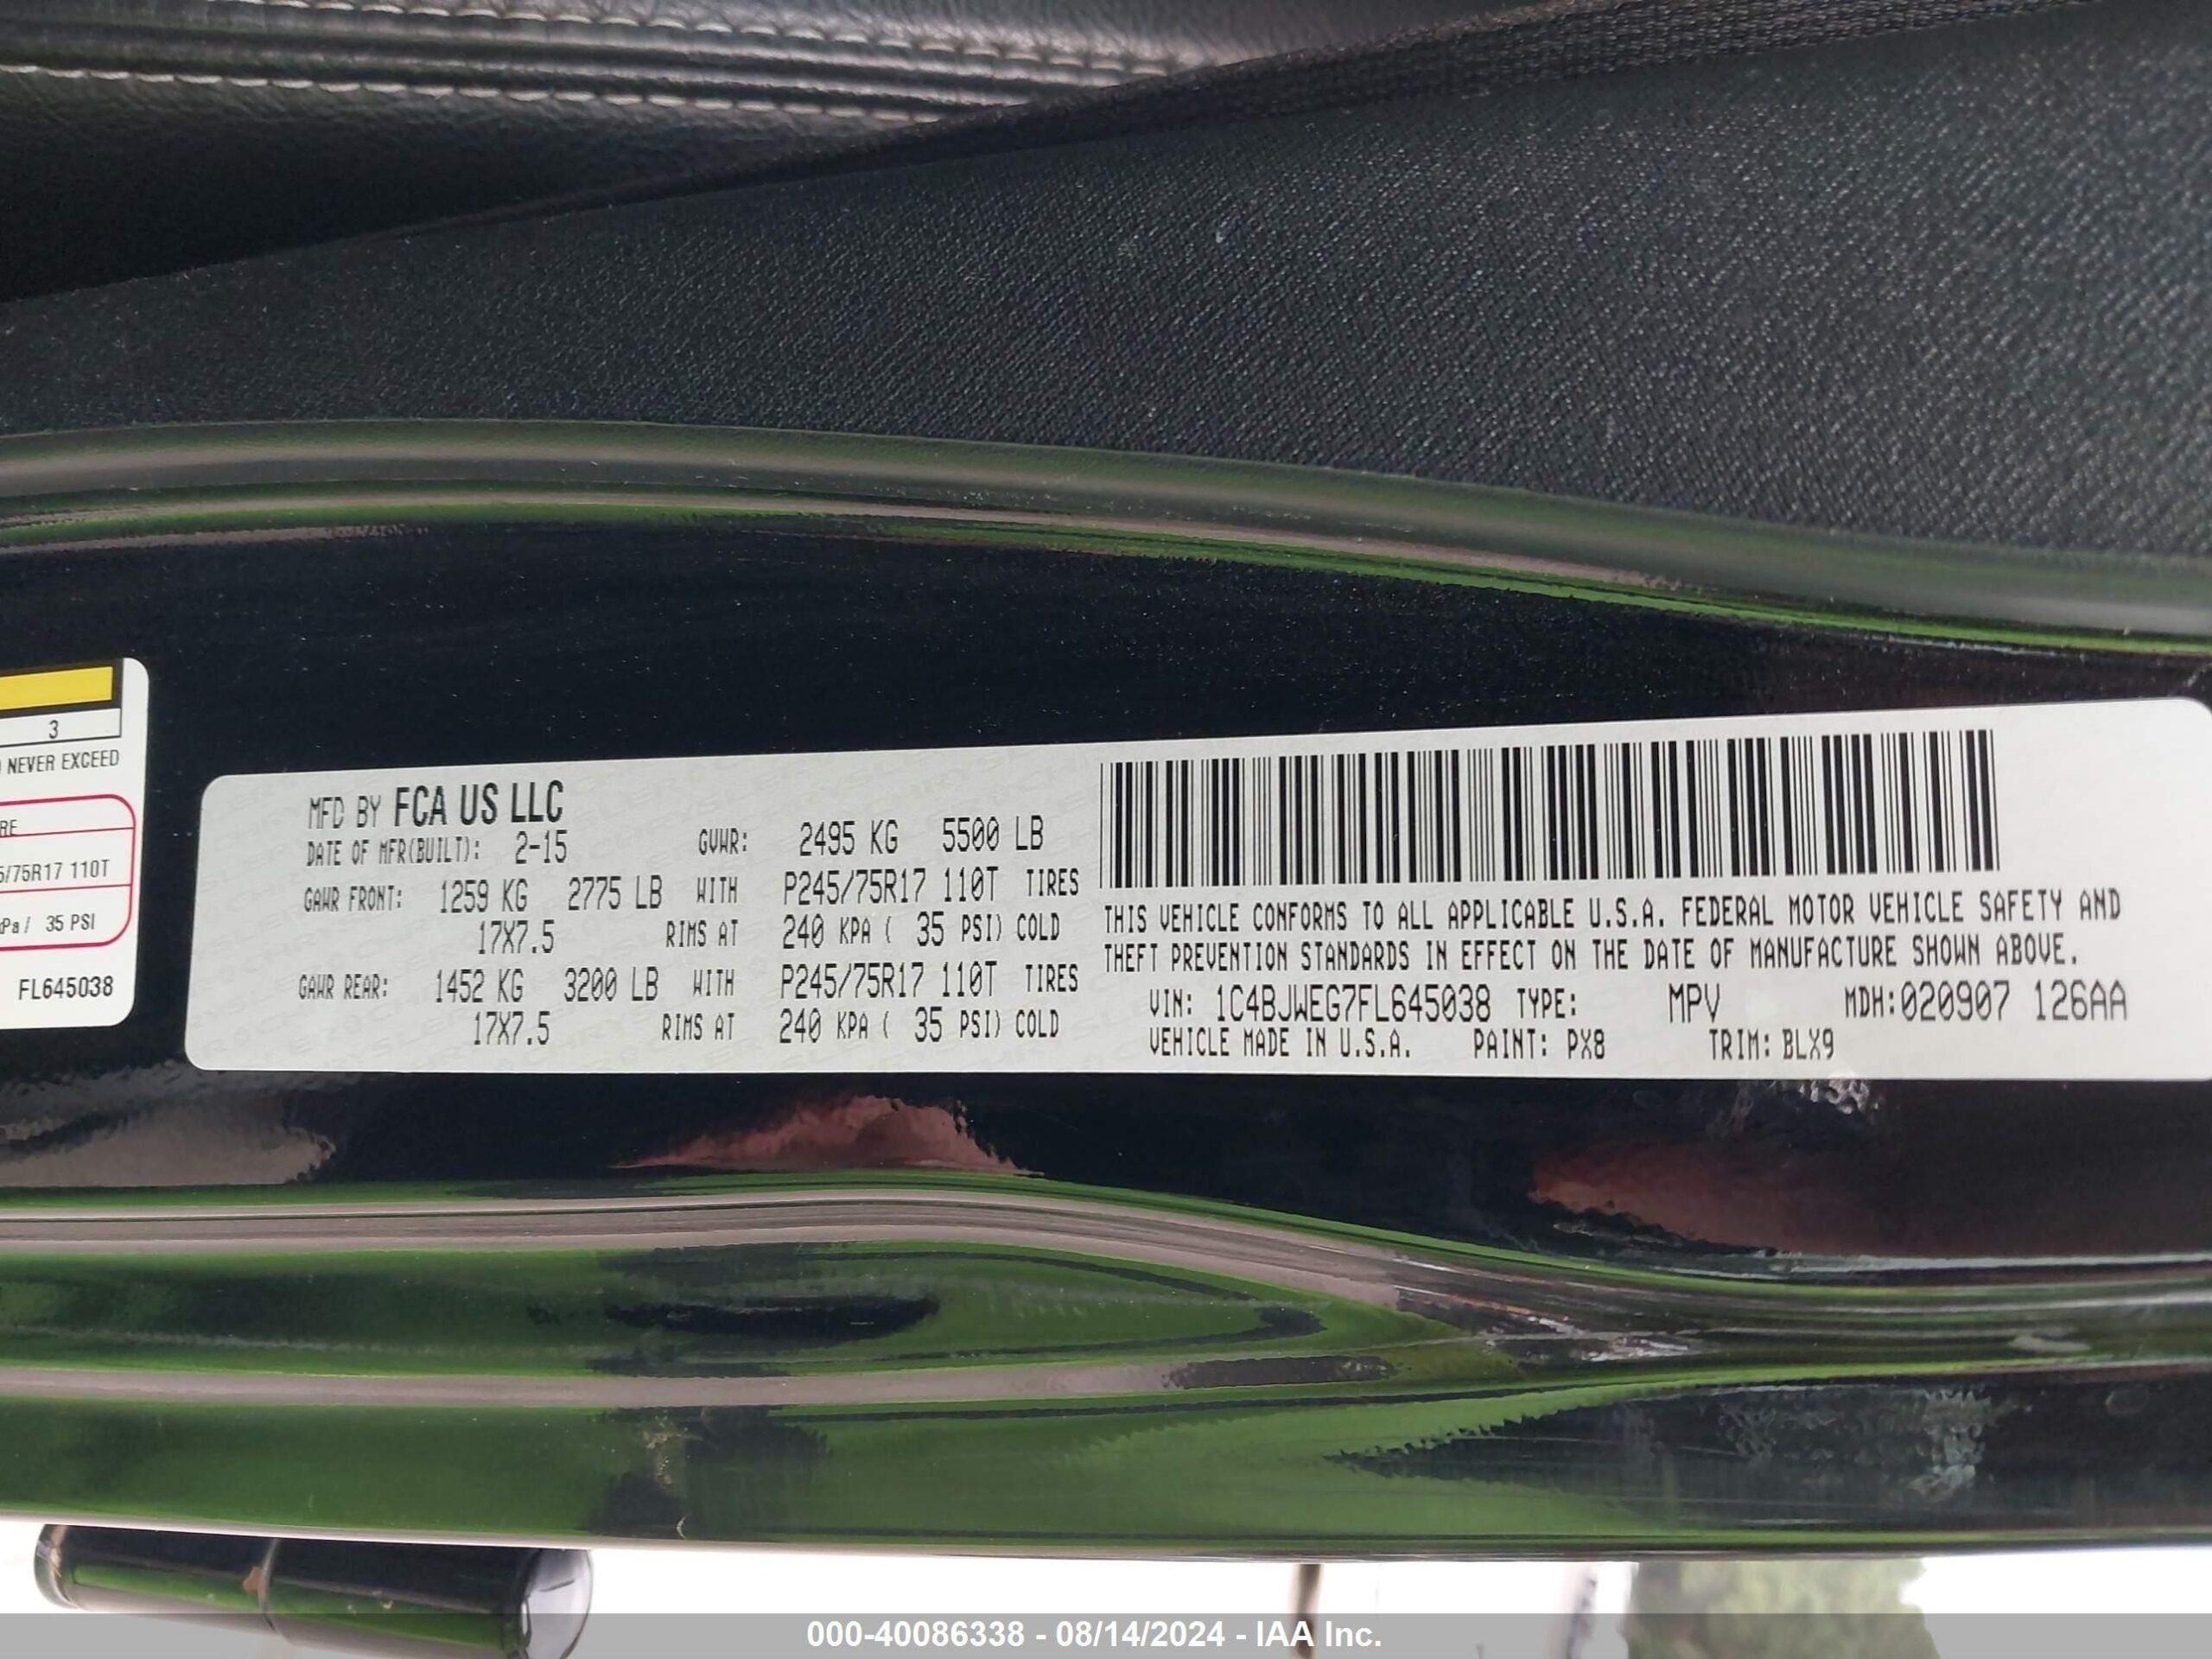 3
NEVER EXCEED
RE
/75R17 110T
kPa / 35 PSI
FL645038
MFD BY FCA US LLC
DATE OF MFR(BUILT): 2-15 GVWR: 2495 KG 5500 LB
GAWR FRONT: 1259 KG 2775 LB WITH P245/75R17 110T TIRES
17X7.5 RIMS AT 240 KPA ( 35 PSI) COLD
GAWR REAR: 1452 KG 3200 LB WITH P245/75R17 110T TIRES
17X7.5 RIMS AT 240 KPA ( 35 PSI) COLD
THIS VEHICLE CONFORMS TO ALL APPLICABLE U.S.A. FEDERAL MOTOR VEHICLE SAFETY AND
THEFT PREVENTION STANDARDS IN EFFECT ON THE DATE OF MANUFACTURE SHOWN ABOVE.
VIN: 1C4BJWEG7FL645038 TYPE: MPV MDH:020907 126AA
VEHICLE MADE IN U.S.A. PAINT: PX8 TRIM: BLX9
000-40086338 - 08/14/2024 - IAA Inc.